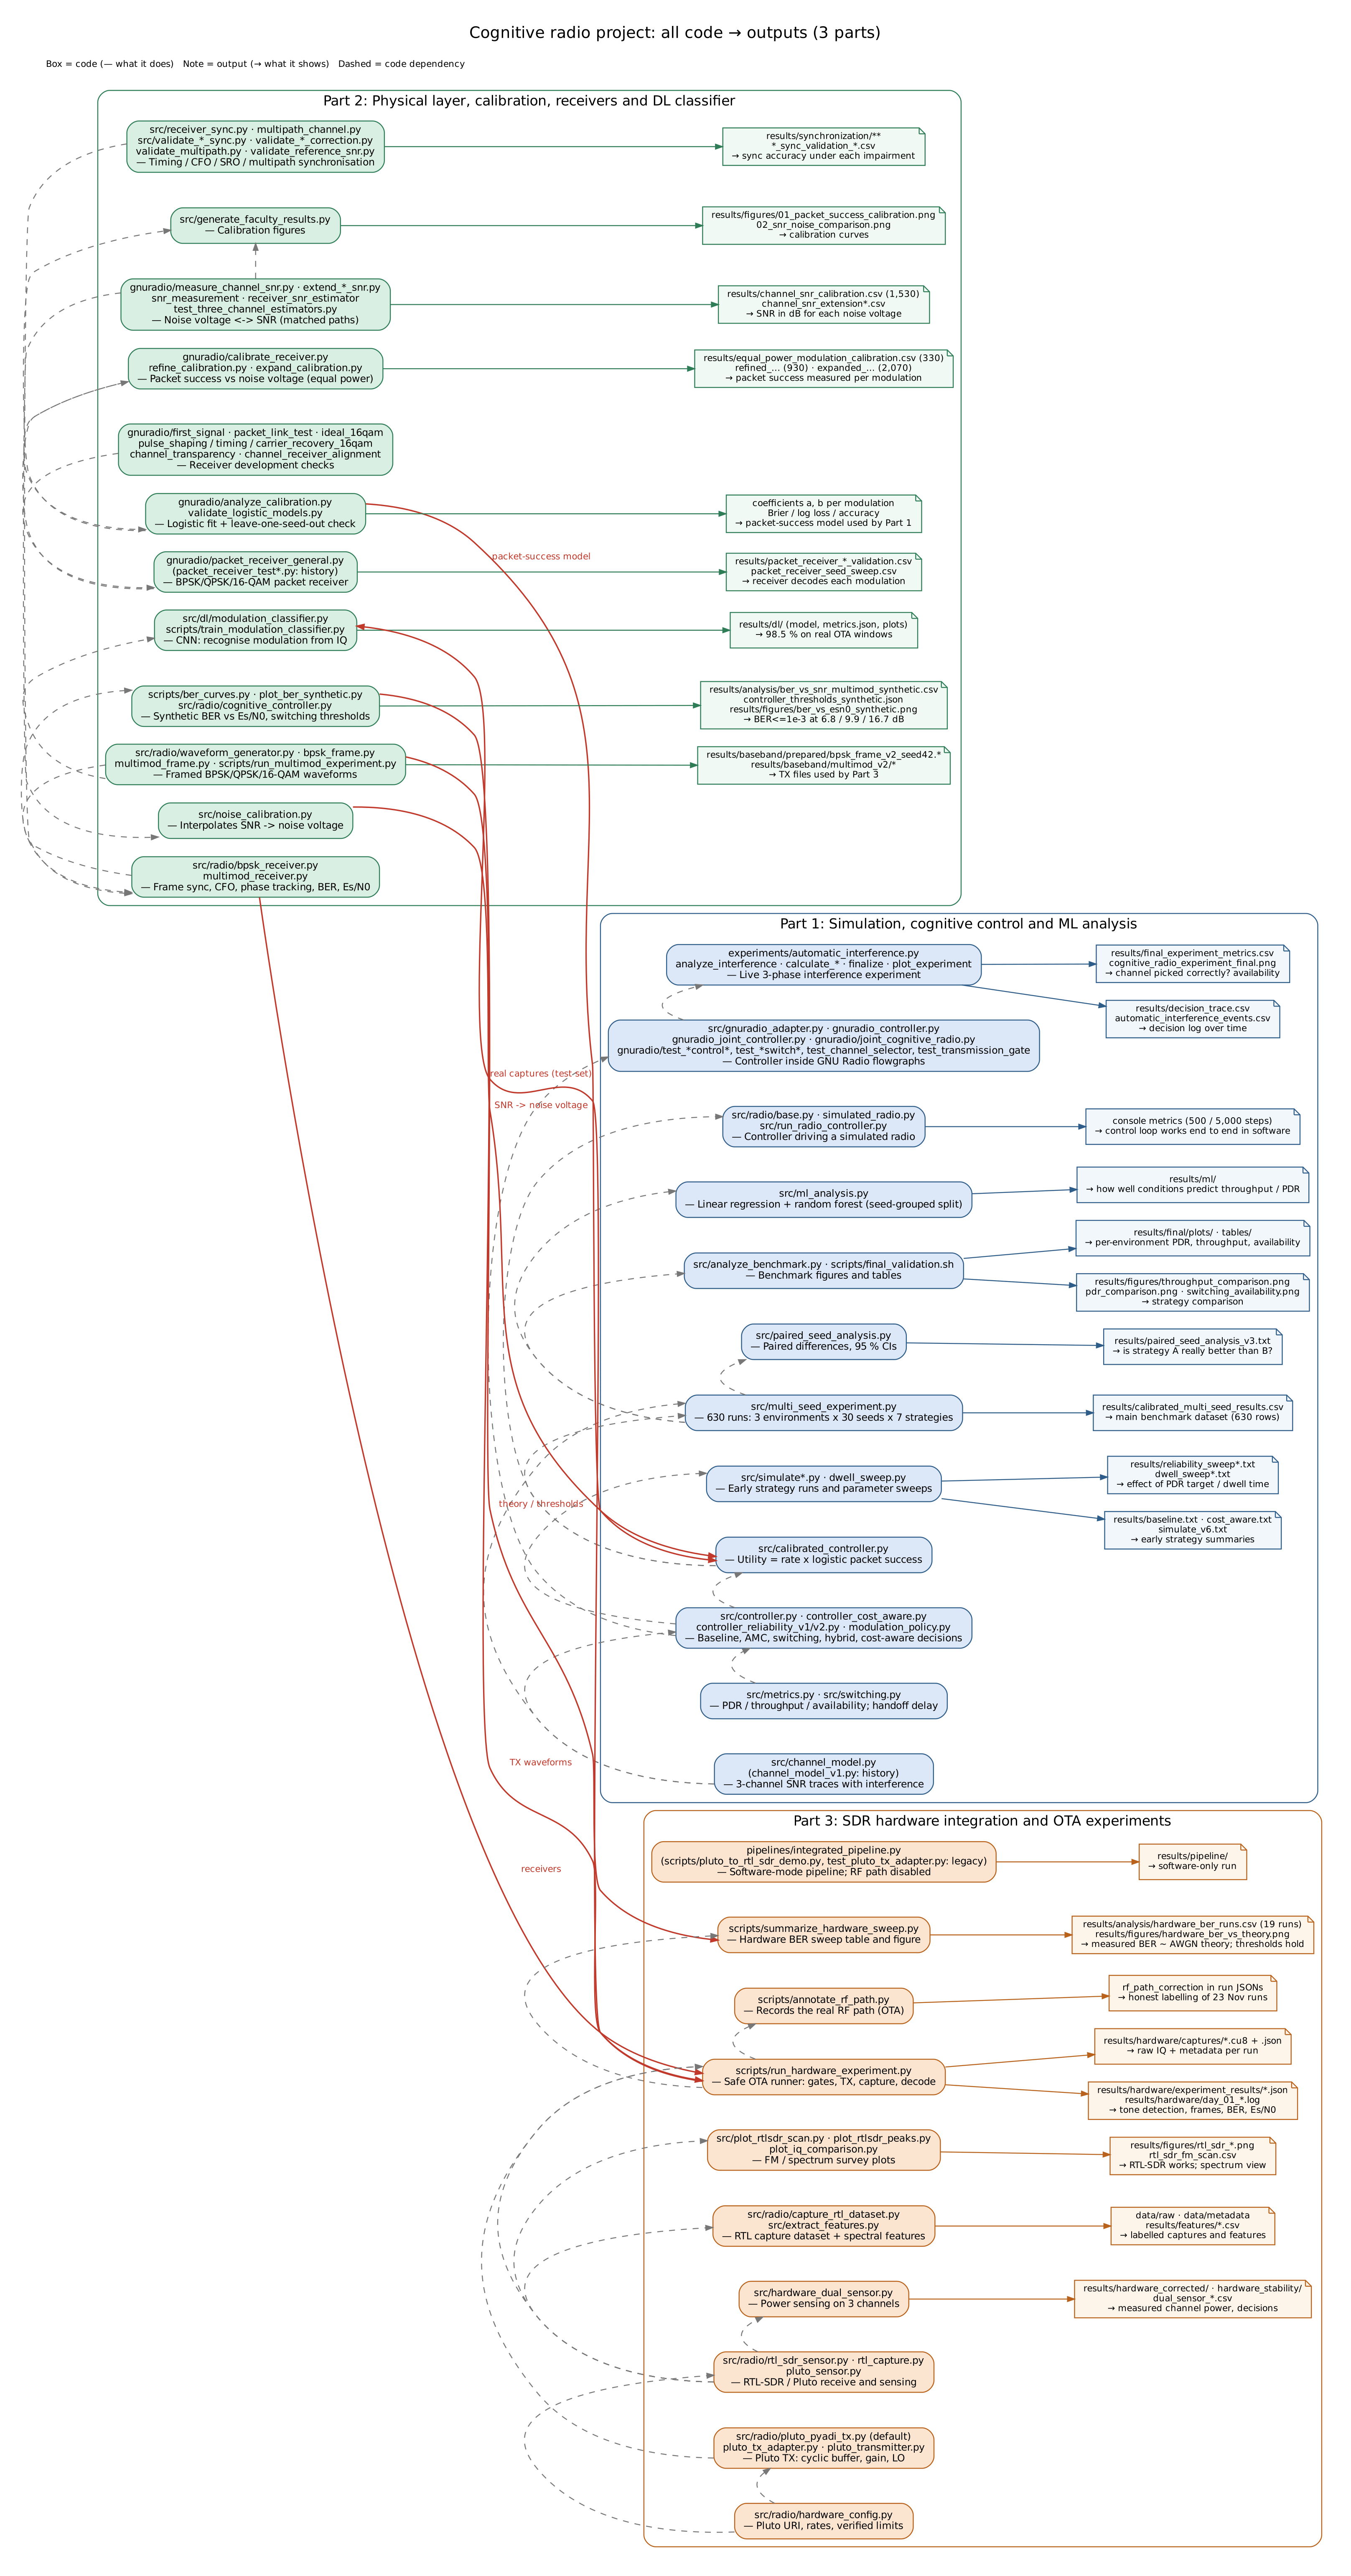 Cognitive radio project: all code → outputs (3 parts)
Box = code (— what it does)   Note = output (→ what it shows)   Dashed = code dependency
Part 2: Physical layer, calibration, receivers and DL classifier
src/receiver_sync.py · multipath_channel.py
src/validate_*_sync.py · validate_*_correction.py
validate_multipath.py · validate_reference_snr.py
— Timing / CFO / SRO / multipath synchronisation
results/synchronization/**
*_sync_validation_*.csv
→ sync accuracy under each impairment
src/generate_faculty_results.py
— Calibration figures
results/figures/01_packet_success_calibration.png
02_snr_noise_comparison.png
→ calibration curves
gnuradio/measure_channel_snr.py · extend_*_snr.py
snr_measurement · receiver_snr_estimator
test_three_channel_estimators.py
— Noise voltage <-> SNR (matched paths)
results/channel_snr_calibration.csv (1,530)
channel_snr_extension*.csv
→ SNR in dB for each noise voltage
gnuradio/calibrate_receiver.py
refine_calibration.py · expand_calibration.py
— Packet success vs noise voltage (equal power)
results/equal_power_modulation_calibration.csv (330)
refined_... (930) · expanded_... (2,070)
→ packet success measured per modulation
gnuradio/first_signal · packet_link_test · ideal_16qam
pulse_shaping / timing / carrier_recovery_16qam
channel_transparency · channel_receiver_alignment
— Receiver development checks
gnuradio/analyze_calibration.py
validate_logistic_models.py
— Logistic fit + leave-one-seed-out check
coefficients a, b per modulation
Brier / log loss / accuracy
→ packet-success model used by Part 1
packet-success model
gnuradio/packet_receiver_general.py
(packet_receiver_test*.py: history)
— BPSK/QPSK/16-QAM packet receiver
results/packet_receiver_*_validation.csv
packet_receiver_seed_sweep.csv
→ receiver decodes each modulation
src/dl/modulation_classifier.py
scripts/train_modulation_classifier.py
— CNN: recognise modulation from IQ
results/dl/ (model, metrics.json, plots)
→ 98.5 % on real OTA windows
scripts/ber_curves.py · plot_ber_synthetic.py
src/radio/cognitive_controller.py
— Synthetic BER vs Es/N0, switching thresholds
results/analysis/ber_vs_snr_multimod_synthetic.csv
controller_thresholds_synthetic.json
results/figures/ber_vs_esn0_synthetic.png
→ BER<=1e-3 at 6.8 / 9.9 / 16.7 dB
src/radio/waveform_generator.py · bpsk_frame.py
multimod_frame.py · scripts/run_multimod_experiment.py
— Framed BPSK/QPSK/16-QAM waveforms
results/baseband/prepared/bpsk_frame_v2_seed42.*
results/baseband/multimod_v2/*
→ TX files used by Part 3
src/noise_calibration.py
— Interpolates SNR -> noise voltage
src/radio/bpsk_receiver.py
multimod_receiver.py
— Frame sync, CFO, phase tracking, BER, Es/N0
Part 1: Simulation, cognitive control and ML analysis
experiments/automatic_interference.py
analyze_interference · calculate_* · finalize · plot_experiment
— Live 3-phase interference experiment
results/final_experiment_metrics.csv
cognitive_radio_experiment_final.png
→ channel picked correctly? availability
results/decision_trace.csv
automatic_interference_events.csv
→ decision log over time
src/gnuradio_adapter.py · gnuradio_controller.py
gnuradio_joint_controller.py · gnuradio/joint_cognitive_radio.py
gnuradio/test_*control*, test_*switch*, test_channel_selector, test_transmission_gate
— Controller inside GNU Radio flowgraphs
real captures (test set)
SNR -> noise voltage
src/radio/base.py · simulated_radio.py
src/run_radio_controller.py
— Controller driving a simulated radio
console metrics (500 / 5,000 steps)
→ control loop works end to end in software
src/ml_analysis.py
— Linear regression + random forest (seed-grouped split)
results/ml/
→ how well conditions predict throughput / PDR
src/analyze_benchmark.py · scripts/final_validation.sh
— Benchmark figures and tables
results/final/plots/ · tables/
→ per-environment PDR, throughput, availability
results/figures/throughput_comparison.png
pdr_comparison.png · switching_availability.png
→ strategy comparison
src/paired_seed_analysis.py
— Paired differences, 95 % CIs
results/paired_seed_analysis_v3.txt
→ is strategy A really better than B?
src/multi_seed_experiment.py
— 630 runs: 3 environments x 30 seeds x 7 strategies
results/calibrated_multi_seed_results.csv
→ main benchmark dataset (630 rows)
src/simulate*.py · dwell_sweep.py
— Early strategy runs and parameter sweeps
results/reliability_sweep*.txt
dwell_sweep*.txt
→ effect of PDR target / dwell time
results/baseline.txt · cost_aware.txt
simulate_v6.txt
→ early strategy summaries
theory / thresholds
src/calibrated_controller.py
— Utility = rate x logistic packet success
src/controller.py · controller_cost_aware.py
controller_reliability_v1/v2.py · modulation_policy.py
— Baseline, AMC, switching, hybrid, cost-aware decisions
src/metrics.py · src/switching.py
— PDR / throughput / availability; handoff delay
TX waveforms
src/channel_model.py
(channel_model_v1.py: history)
— 3-channel SNR traces with interference
Part 3: SDR hardware integration and OTA experiments
receivers
pipelines/integrated_pipeline.py
(scripts/pluto_to_rtl_sdr_demo.py, test_pluto_tx_adapter.py: legacy)
— Software-mode pipeline; RF path disabled
results/pipeline/
→ software-only run
scripts/summarize_hardware_sweep.py
— Hardware BER sweep table and figure
results/analysis/hardware_ber_runs.csv (19 runs)
results/figures/hardware_ber_vs_theory.png
→ measured BER ~ AWGN theory; thresholds hold
scripts/annotate_rf_path.py
— Records the real RF path (OTA)
rf_path_correction in run JSONs
→ honest labelling of 23 Nov runs
scripts/run_hardware_experiment.py
— Safe OTA runner: gates, TX, capture, decode
results/hardware/captures/*.cu8 + .json
→ raw IQ + metadata per run
results/hardware/experiment_results/*.json
results/hardware/day_01_*.log
→ tone detection, frames, BER, Es/N0
src/plot_rtlsdr_scan.py · plot_rtlsdr_peaks.py
plot_iq_comparison.py
— FM / spectrum survey plots
results/figures/rtl_sdr_*.png
rtl_sdr_fm_scan.csv
→ RTL-SDR works; spectrum view
src/radio/capture_rtl_dataset.py
src/extract_features.py
— RTL capture dataset + spectral features
data/raw · data/metadata
results/features/*.csv
→ labelled captures and features
src/hardware_dual_sensor.py
— Power sensing on 3 channels
results/hardware_corrected/ · hardware_stability/
dual_sensor_*.csv
→ measured channel power, decisions
src/radio/rtl_sdr_sensor.py · rtl_capture.py
pluto_sensor.py
— RTL-SDR / Pluto receive and sensing
src/radio/pluto_pyadi_tx.py (default)
pluto_tx_adapter.py · pluto_transmitter.py
— Pluto TX: cyclic buffer, gain, LO
src/radio/hardware_config.py
— Pluto URI, rates, verified limits